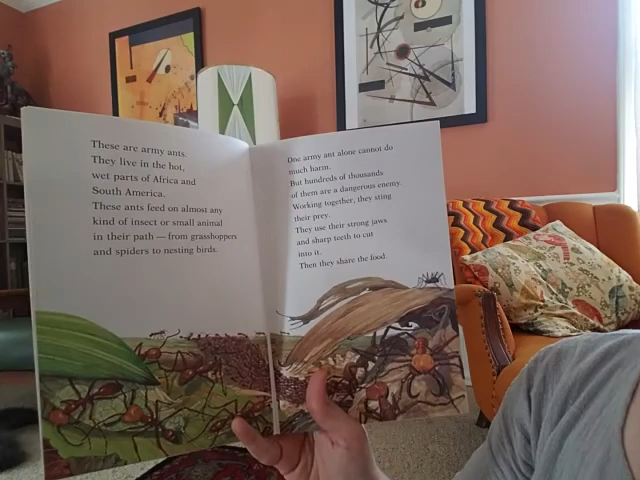 These are army ants.
They live in the hot,
wet parts of Africa and
South America.
These ants feed on almost any
kind of insect or small animal
in their path — from grasshoppers
and spiders to nesting birds.
One army ant alone cannot do
much harm.
But hundreds of thousands
of them are a dangerous enemy.
Working together, they sting
their prey.
They use their strong jaws
and sharp teeth to cut
into it.
Then they share the food.